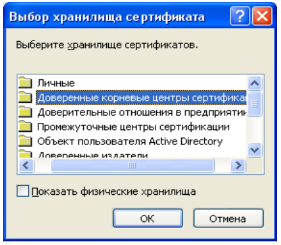 Выбор хранилища сертификата
Выберите хранилище сертификатов.
Личные
Доверенные корневые центры сертифика
Доверительные отношения в предприяти
Промежуточные центры сертификации
Объект пользователя Active Directory
Доверенные издатели
Показать физические хранилища
ОК
Отмена